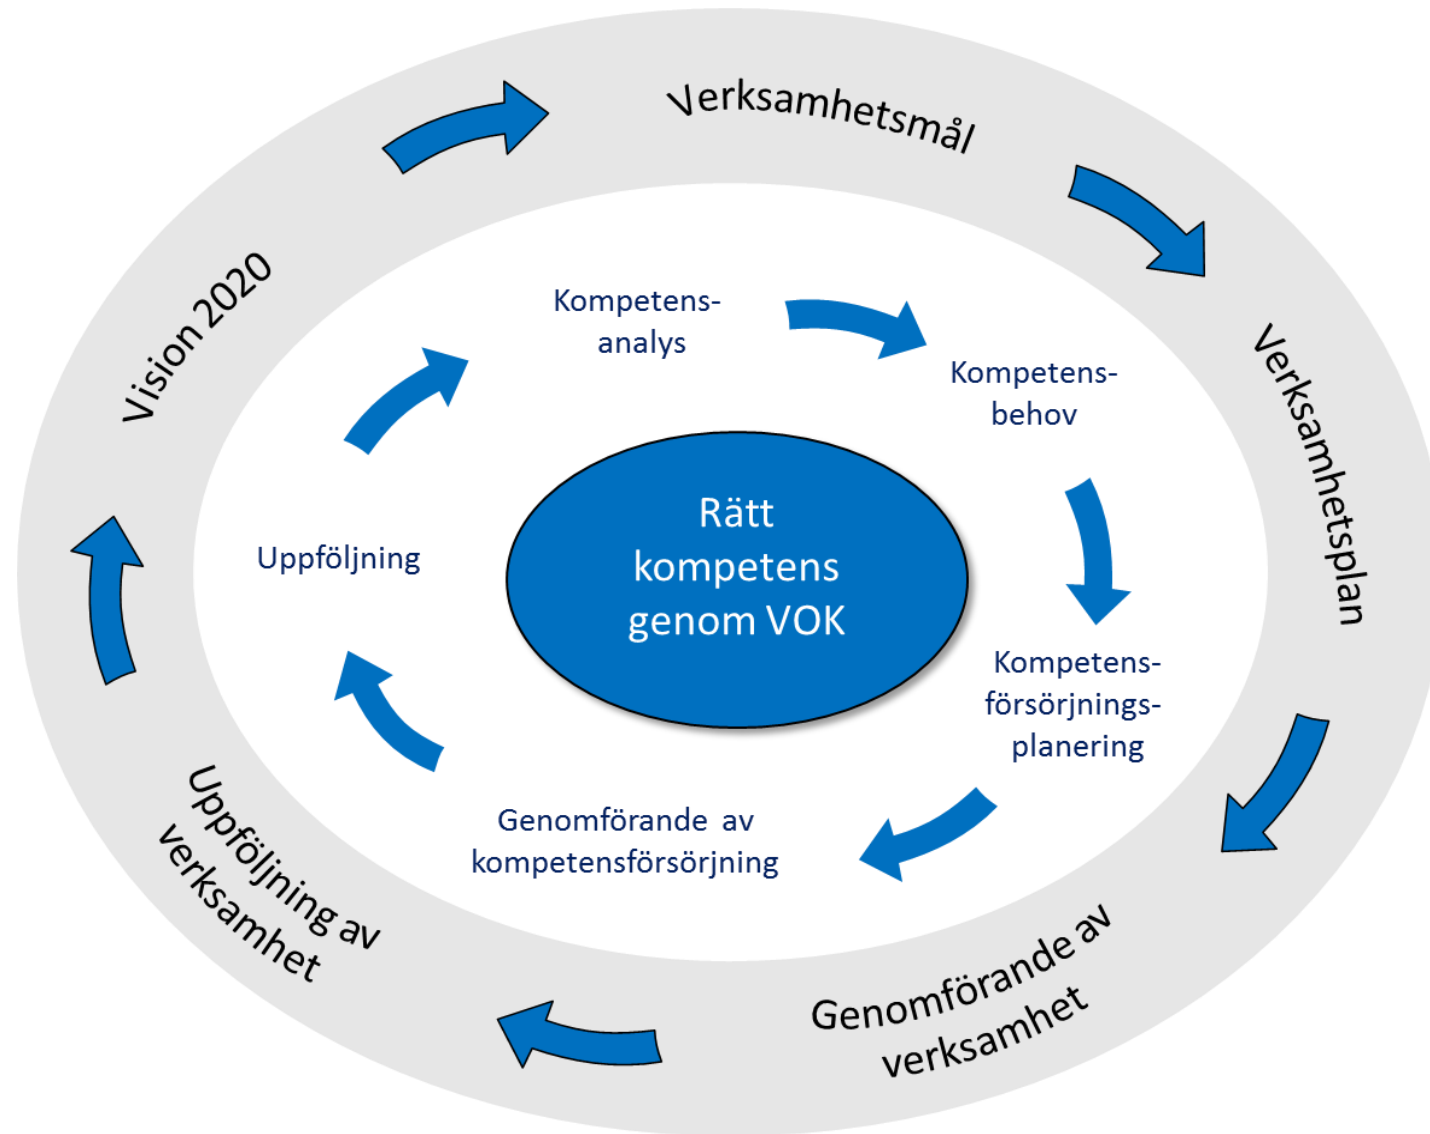 Verksamhetsmål
Vision 2020
Verksamhetsplan
Kompetens-
analys
Kompetens-
behov
Rätt
kompetens
genom VOK
Uppföljning
Kompetens-
försörjnings-
planering
Genomförande av
kompetensförsörjning
Uppföljning av
verksamhet
Genomförande av
verksamhet